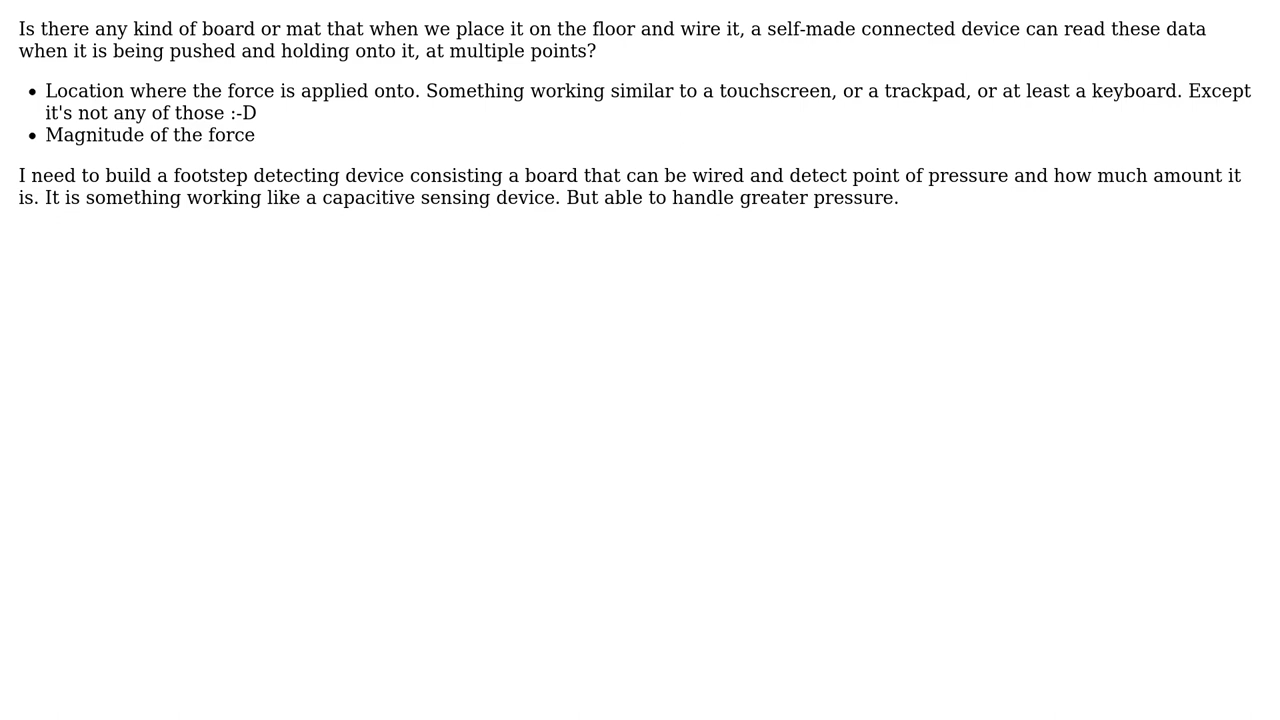 Is there any kind of board or mat that when we place it on the floor and wire it, a self-made connected device can read these data
when it is being pushed and holding onto it, at multiple points?
• Location where the force is applied onto. Something working similar to a touchscreen, or a trackpad, or at least a keyboard. Except
it's not any of those :-D
• Magnitude of the force
I need to build a footstep detecting device consisting a board that can be wired and detect point of pressure and how much amount it
is. It is something working like a capacitive sensing device. But able to handle greater pressure.